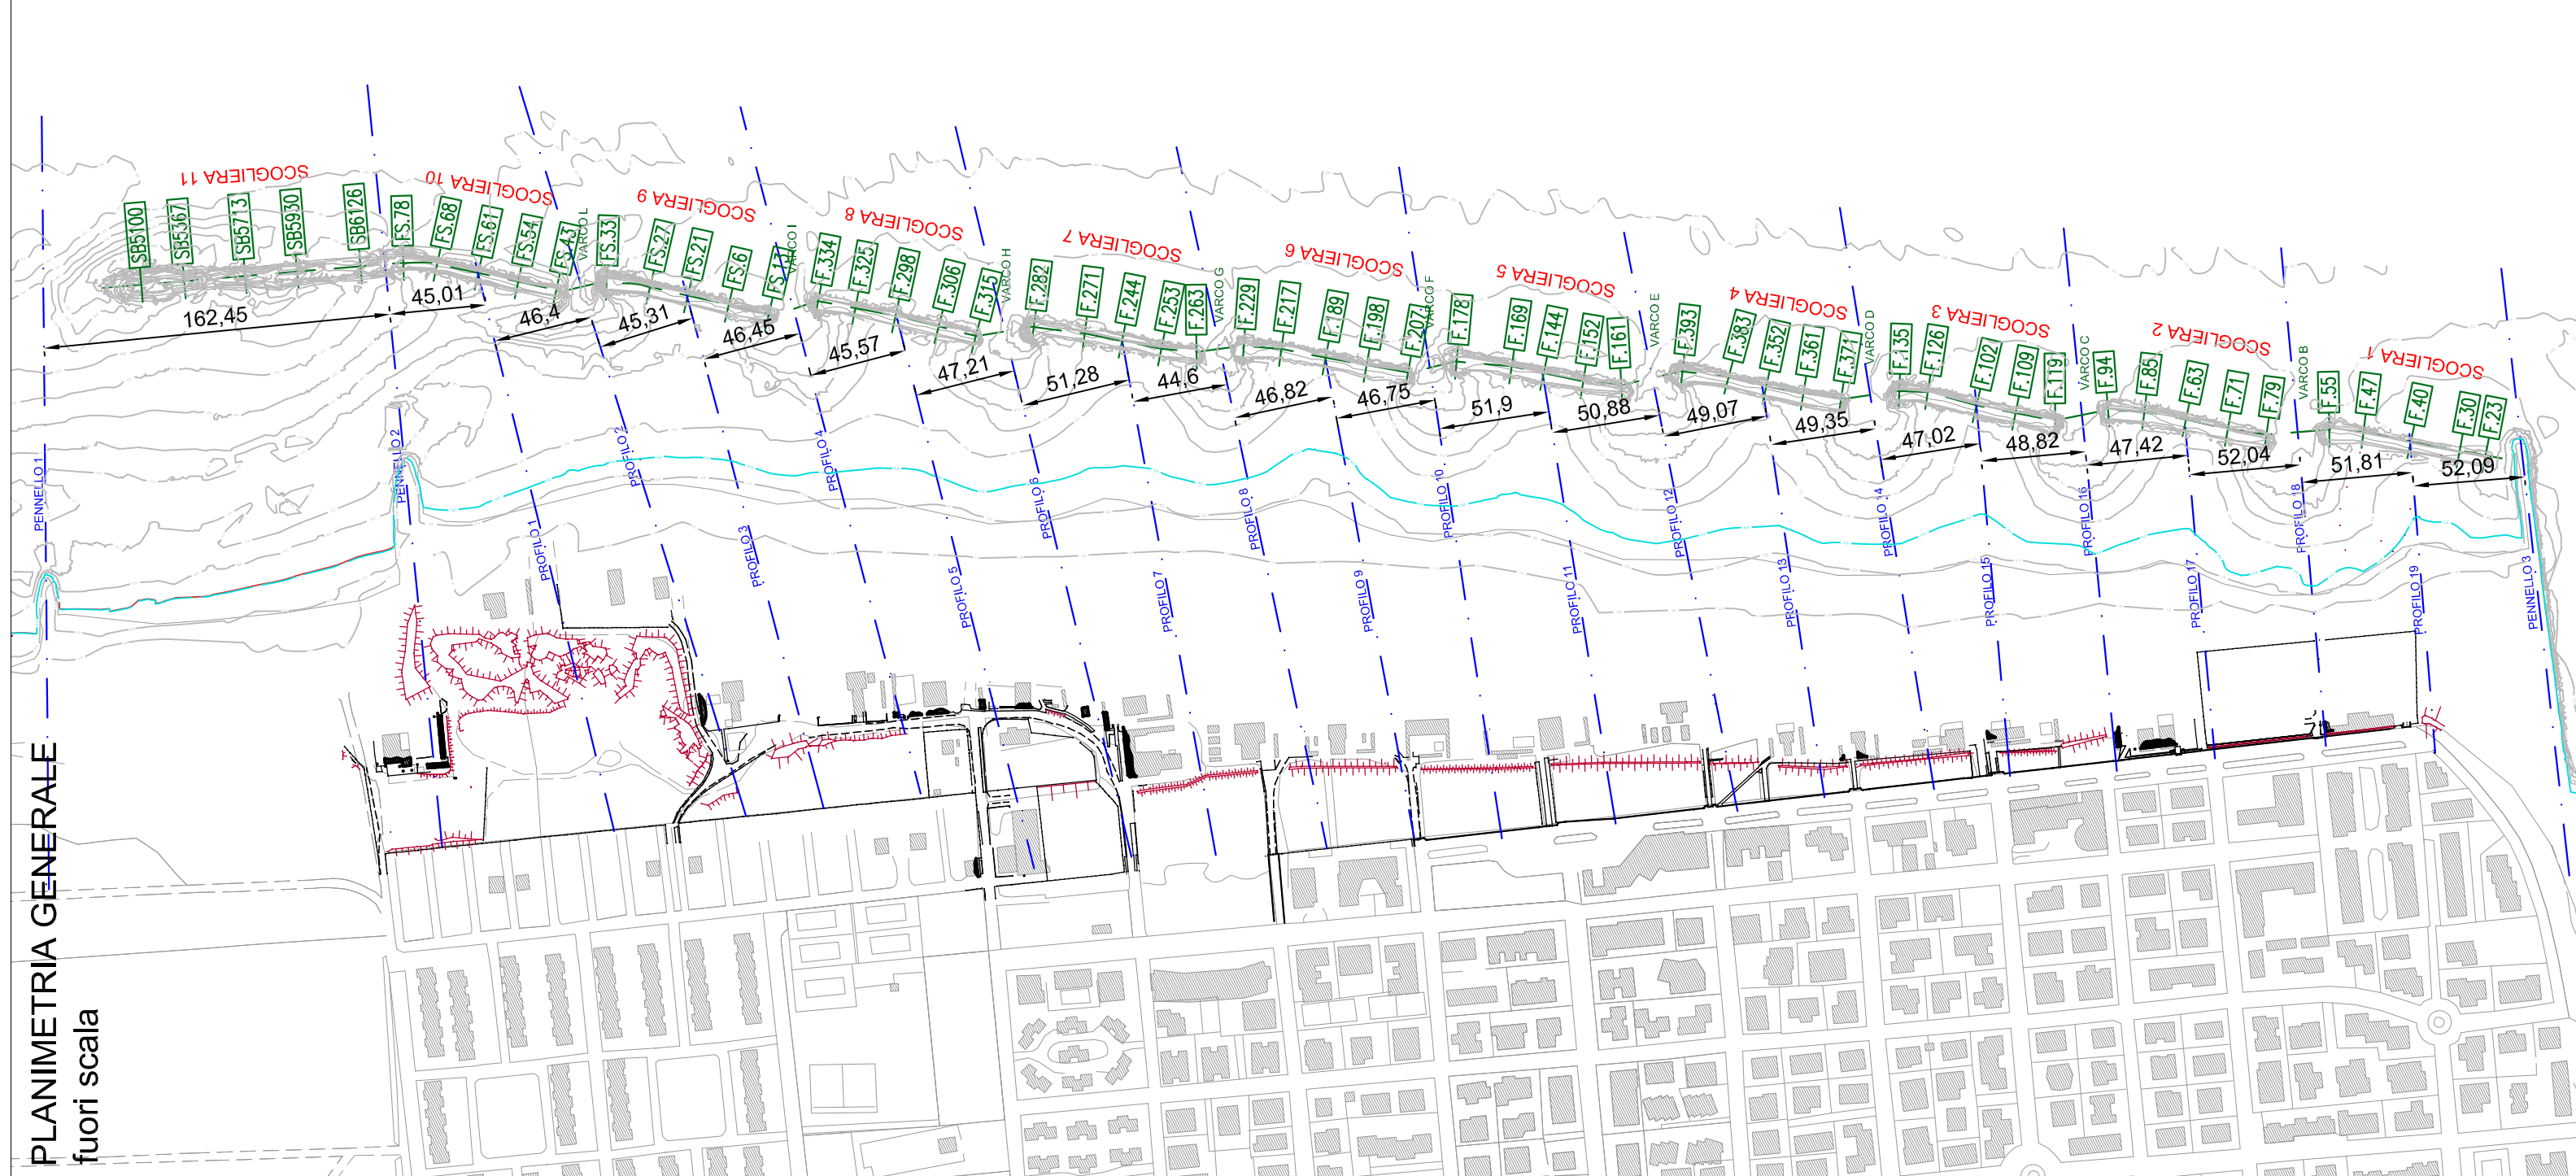 PLANIMETRIA GENERALE
fuori scala
SCOGLIERA 11
SCOGLIERA 10
SCOGLIERA 9
SCOGLIERA 8
SCOGLIERA 7
SCOGLIERA 6
SCOGLIERA 5
SCOGLIERA 4
SCOGLIERA 3
SCOGLIERA 2
SCOGLIERA 1
SB5100
SB5367
SB5713
SB5930
SB6126
FS.78
FS.68
FS.61
FS.54
FS.43
VARCO L
FS.33
FS.27
FS.21
FS.6
VARCO I
F.334
F.325
F.298
F.306
F.315
VARCO H
F.282
F.271
F.244
F.253
F.263
VARCO G
F.229
F.217
F.189
F.198
F.207
VARCO F
F.178
F.169
F.144
F.152
F.161
VARCO E
F.393
F.383
F.352
F.361
F.371
VARCO D
F.135
F.126
F.102
F.109
F.119
VARCO C
F.94
F.85
F.63
F.71
F.79
VARCO B
F.55
F.47
F.40
F.30
F.23
162,45
45,01
46,4
45,31
46,45
45,57
47,21
51,28
44,6
46,82
46,75
51,9
50,88
49,07
49,35
47,02
48,82
47,42
52,04
51,81
52,09
PENNELLO 1
PENNELLO 2
PROFILO 1
PROFILO 2
PROFILO 3
PROFILO 4
PROFILO 5
PROFILO 6
PROFILO 7
PROFILO 8
PROFILO 9
PROFILO 10
PROFILO 11
PROFILO 12
PROFILO 13
PROFILO 14
PROFILO 15
PROFILO 16
PROFILO 17
PROFILO 18
PROFILO 19
PENNELLO 3